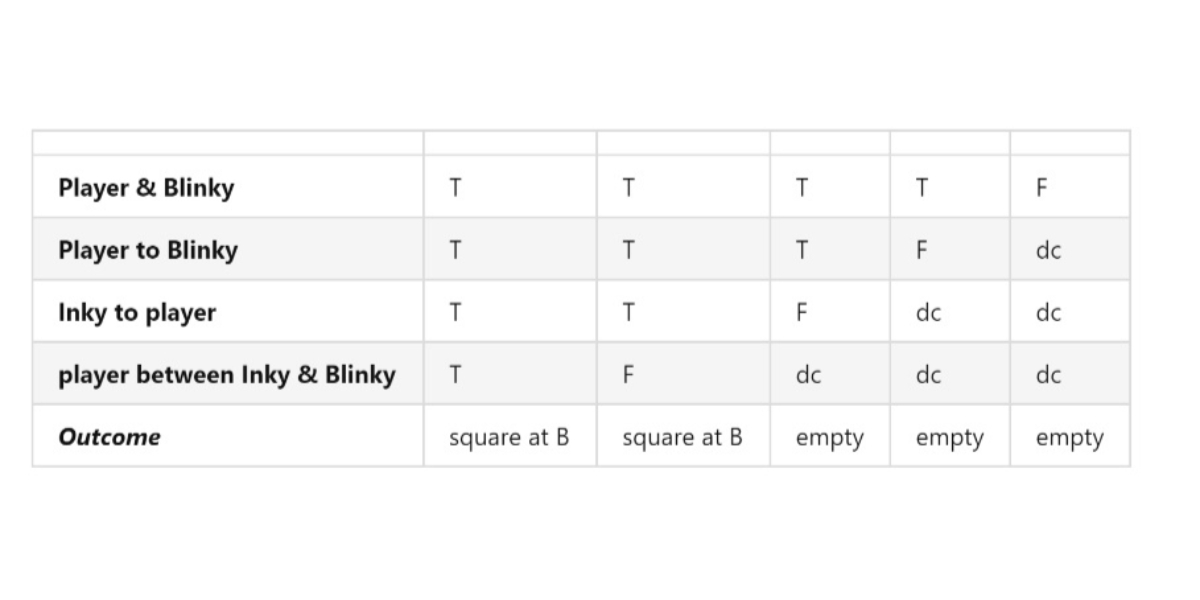 Player & Blinky T T T T F
Player to Blinky T T T F dc
Inky to player T T F dc dc
player between Inky & Blinky T F dc dc dc
Outcome square at B square at B empty empty empty